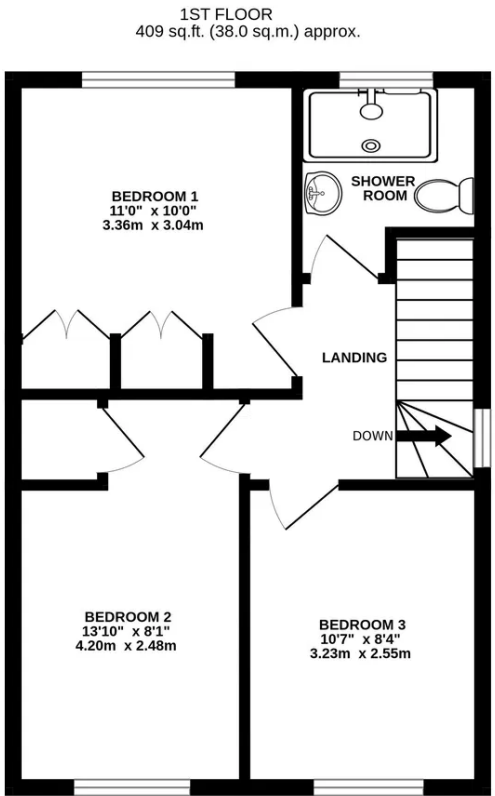 1ST FLOOR
409 sq.ft. (38.0 sq.m.) approx.
BEDROOM 1
11'0" x 10'0"
3.36m x 3.04m
SHOWER
ROOM
LANDING
DOWN
BEDROOM 2
13'10" x 8'1"
4.20m x 2.48m
BEDROOM 3
10'7" x 8'4"
3.23m x 2.55m